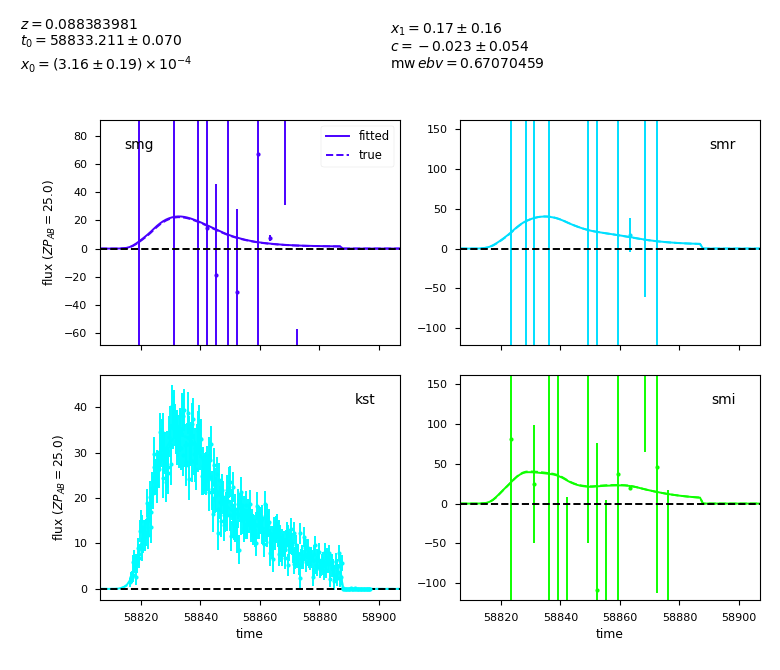 z = 0.088383981
t₀ = 58833.211 ± 0.070
x₀ = (3.16 ± 0.19) × 10⁻⁴
x₁ = 0.17 ± 0.16
c = −0.023 ± 0.054
mw ebv = 0.67070459
smg
fitted
true
80
60
40
20
0
−20
−40
−60
flux (ZP_AB = 25.0)
smr
150
100
50
0
−50
−100
kst
40
30
20
10
0
flux (ZP_AB = 25.0)
58820 58840 58860 58880 58900
time
smi
150
100
50
0
−50
−100
58820 58840 58860 58880 58900
time